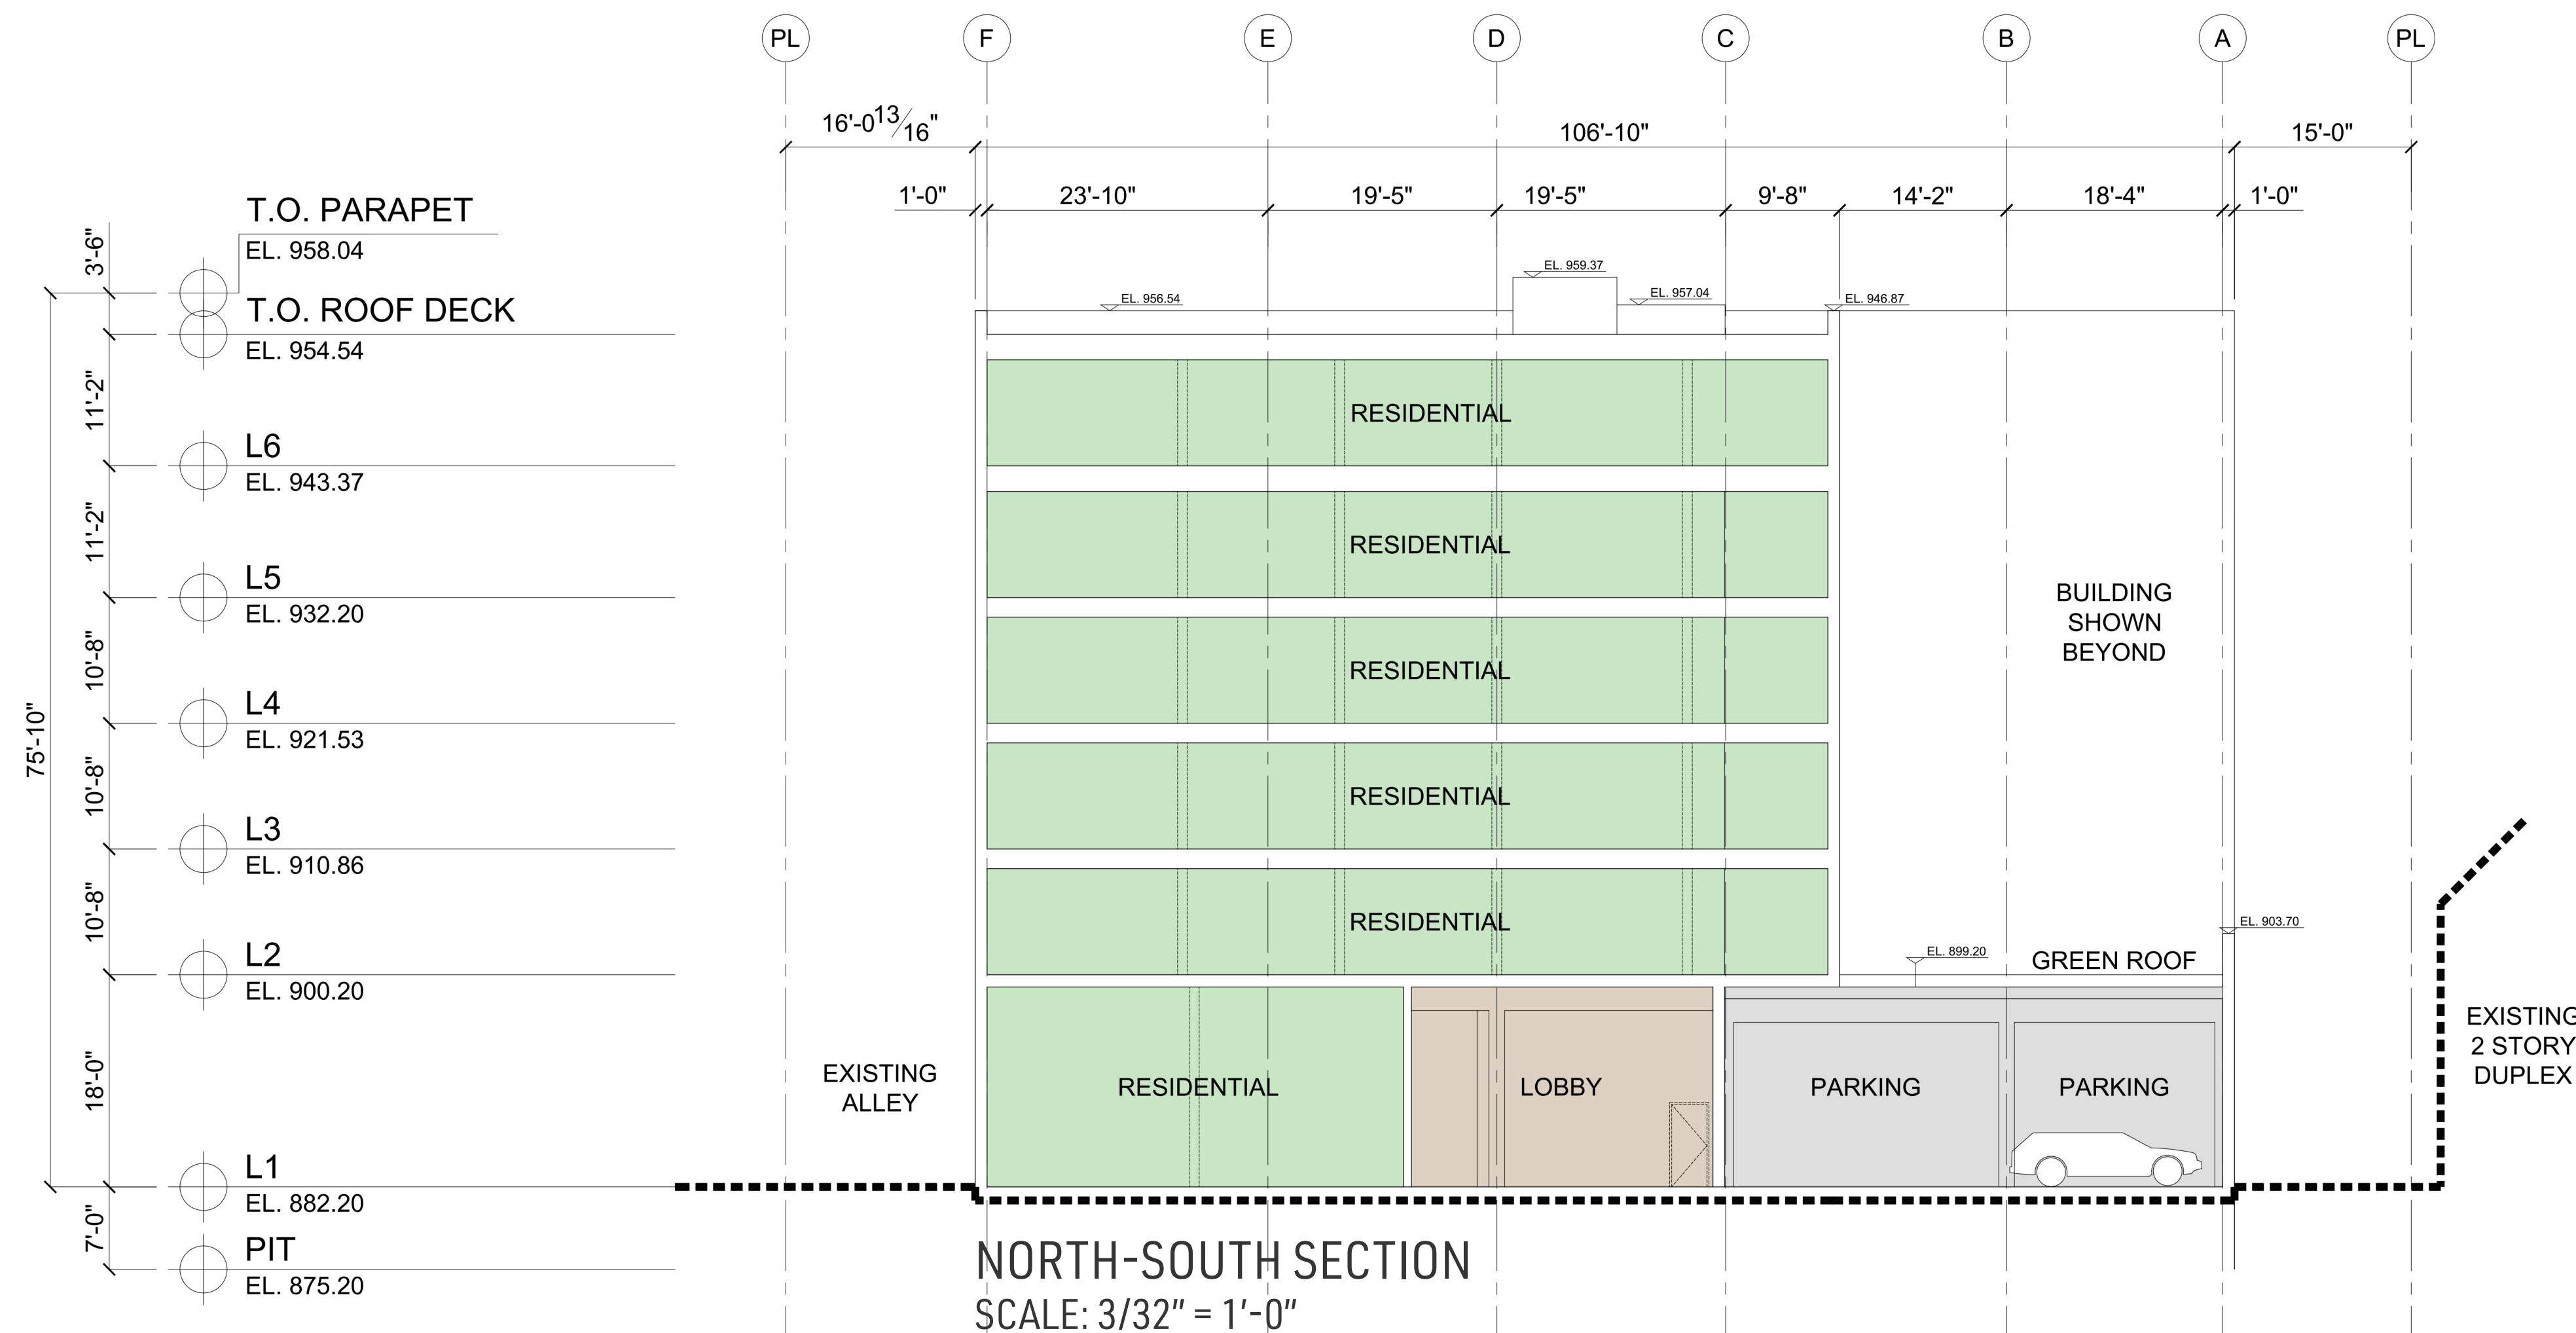 PL
F
E
D
C
B
A
PL
16'-0 13/16"
106'-10"
15'-0"
1'-0"
23'-10"
19'-5"
19'-5"
9'-8"
14'-2"
18'-4"
1'-0"
T.O. PARAPET
EL. 958.04
3'-6"
T.O. ROOF DECK
EL. 954.54
11'-2"
L6
EL. 943.37
11'-2"
L5
EL. 932.20
10'-8"
L4
EL. 921.53
75'-10"
10'-8"
L3
EL. 910.86
10'-8"
L2
EL. 900.20
18'-0"
L1
EL. 882.20
7'-0"
PIT
EL. 875.20
EL. 959.37
EL. 956.54
EL. 957.04
EL. 946.87
RESIDENTIAL
RESIDENTIAL
RESIDENTIAL
RESIDENTIAL
RESIDENTIAL
BUILDING
SHOWN
BEYOND
EL. 903.70
EL. 899.20
GREEN ROOF
EXISTING
ALLEY
RESIDENTIAL
LOBBY
PARKING
PARKING
EXISTING
2 STORY
DUPLEX
NORTH-SOUTH SECTION
SCALE: 3/32" = 1'-0"